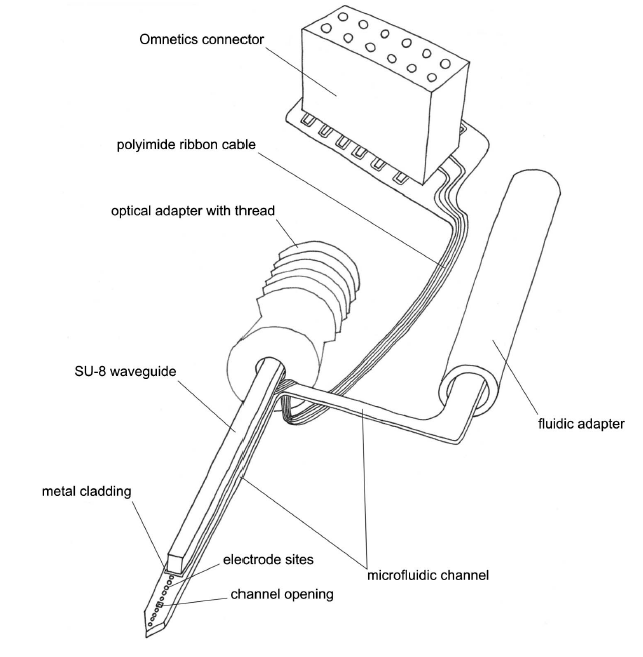 Omnetics connector
polyimide ribbon cable
optical adapter with thread
SU-8 waveguide
fluidic adapter
metal cladding
electrode sites
microfluidic channel
channel opening